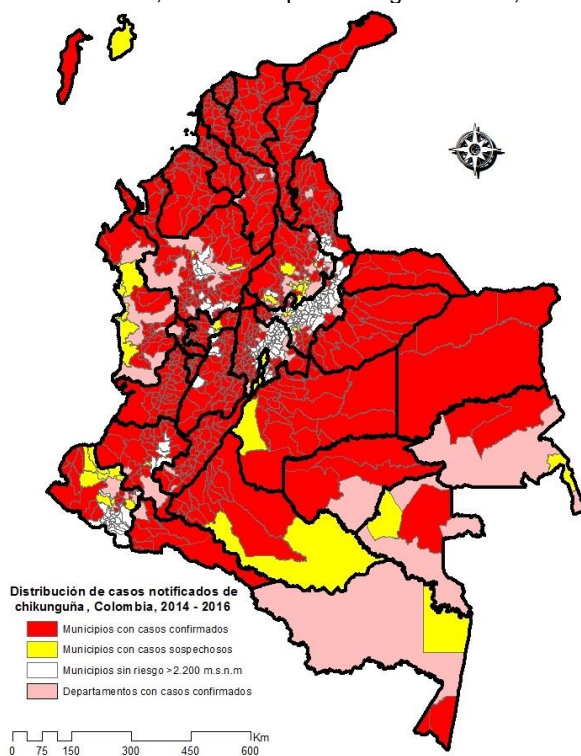 Distribución de casos notificados de
chikunguña, Colombia, 2014 - 2016
Municipios con casos confirmados
Municipios con casos sospechosos
Municipios sin riesgo >2.200 m.s.n.m
Departamentos con casos confirmados
Km
0 75 150 300 450 600